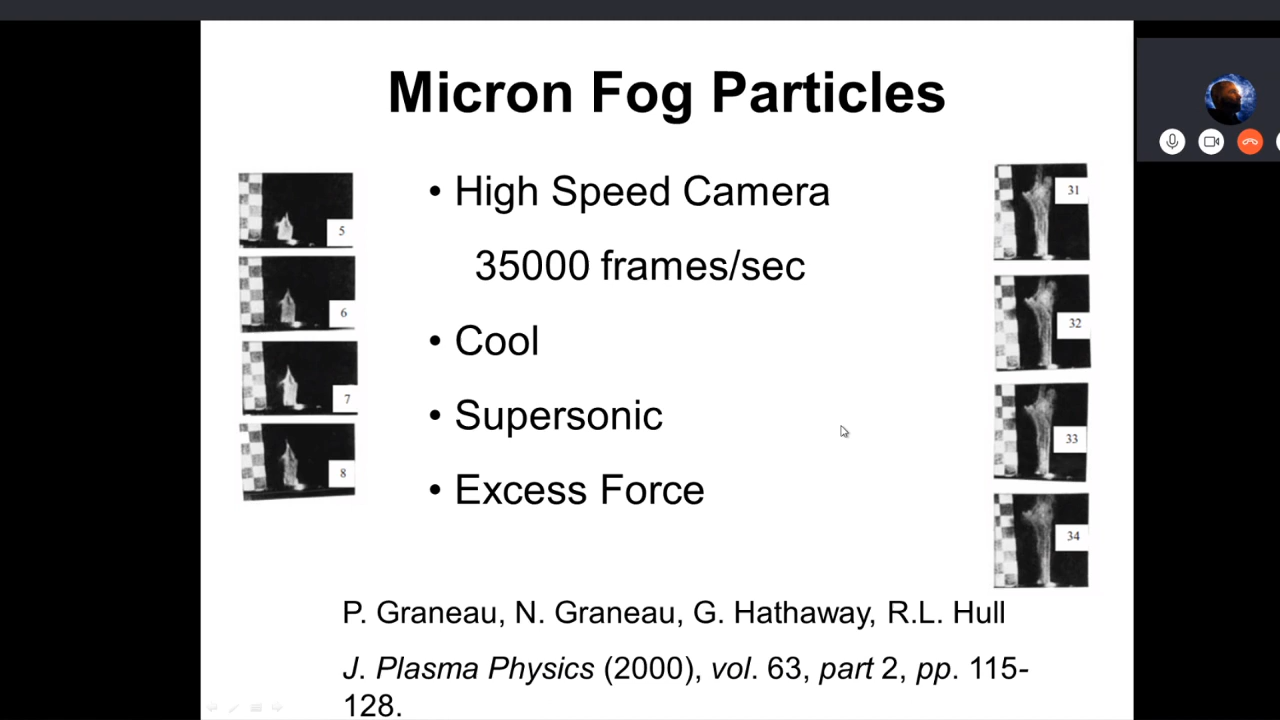 Micron Fog Particles
• High Speed Camera
35000 frames/sec
• Cool
• Supersonic
• Excess Force
5
6
7
8
31
32
33
34
P. Graneau, N. Graneau, G. Hathaway, R.L. Hull
J. Plasma Physics (2000), vol. 63, part 2, pp. 115-
128.